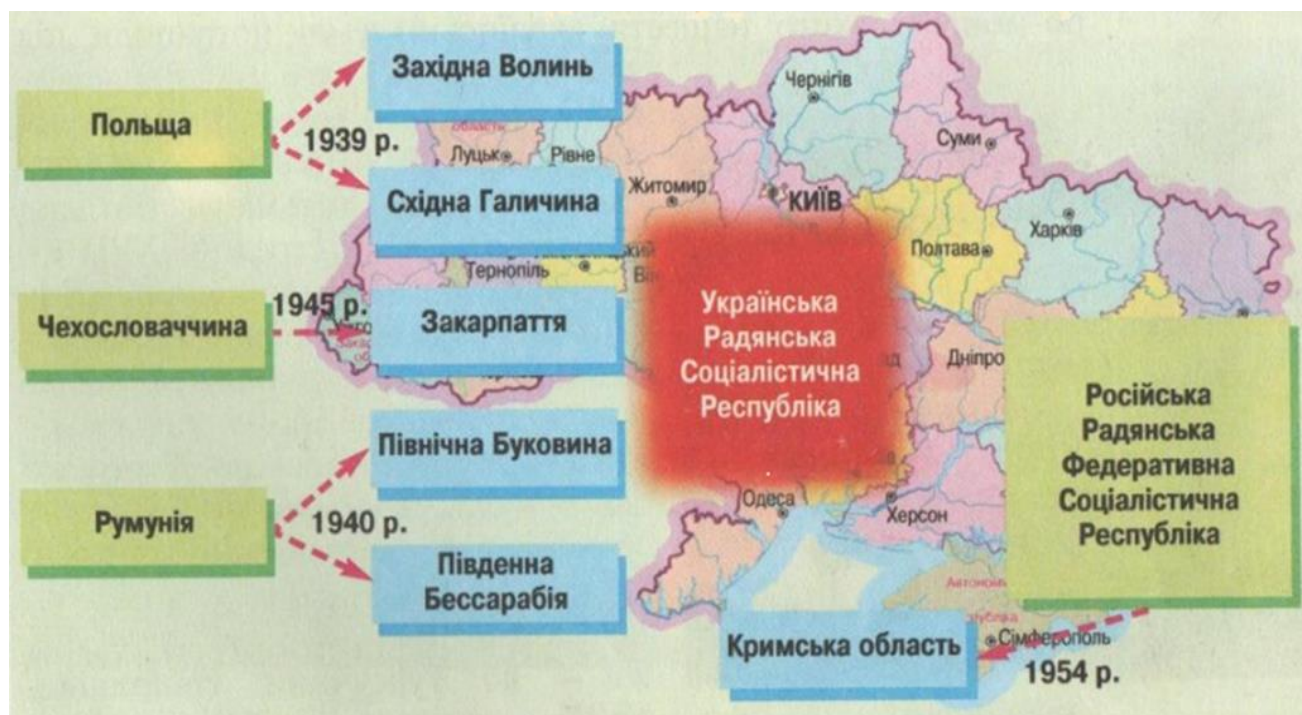 Польща
1939 р.
Західна Волинь
Східна Галичина
Чехословаччина
1945 р.
Закарпаття
Румунія
1940 р.
Північна Буковина
Південна
Бессарабія
Українська
Радянська
Соціалістична
Республіка
Російська
Радянська
Федеративна
Соціалістична
Республіка
Кримська область
1954 р.
область
Луцьк
Рівне
Житомир
КИЇВ
Чернігів
Суми
Полтава
Харків
Тернопіль
Дніпро
Одеса
Херсон
Сімферополь